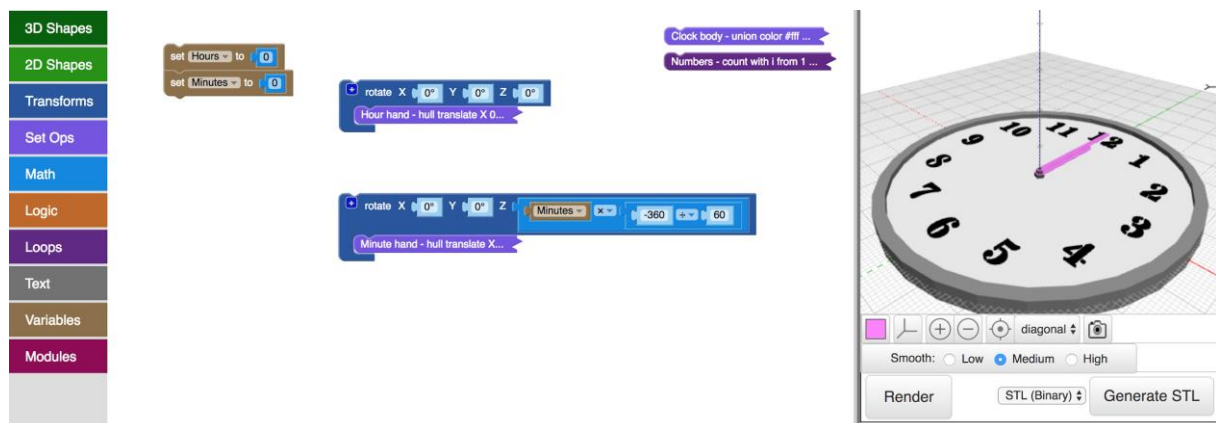 3D Shapes
2D Shapes
Transforms
Set Ops
Math
Logic
Loops
Text
Variables
Modules
set Hours to 0
set Minutes to 0
rotate X 0° Y 0° Z 0°
Hour hand - hull translate X 0...
rotate X 0° Y 0° Z Minutes × -360 ÷ 60
Minute hand - hull translate X...
Clock body - union color #fff ...
Numbers - count with i from 1 ...
12
1
2
3
4
5
6
7
8
9
10
11
diagonal
Smooth: Low Medium High
Render STL (Binary) Generate STL